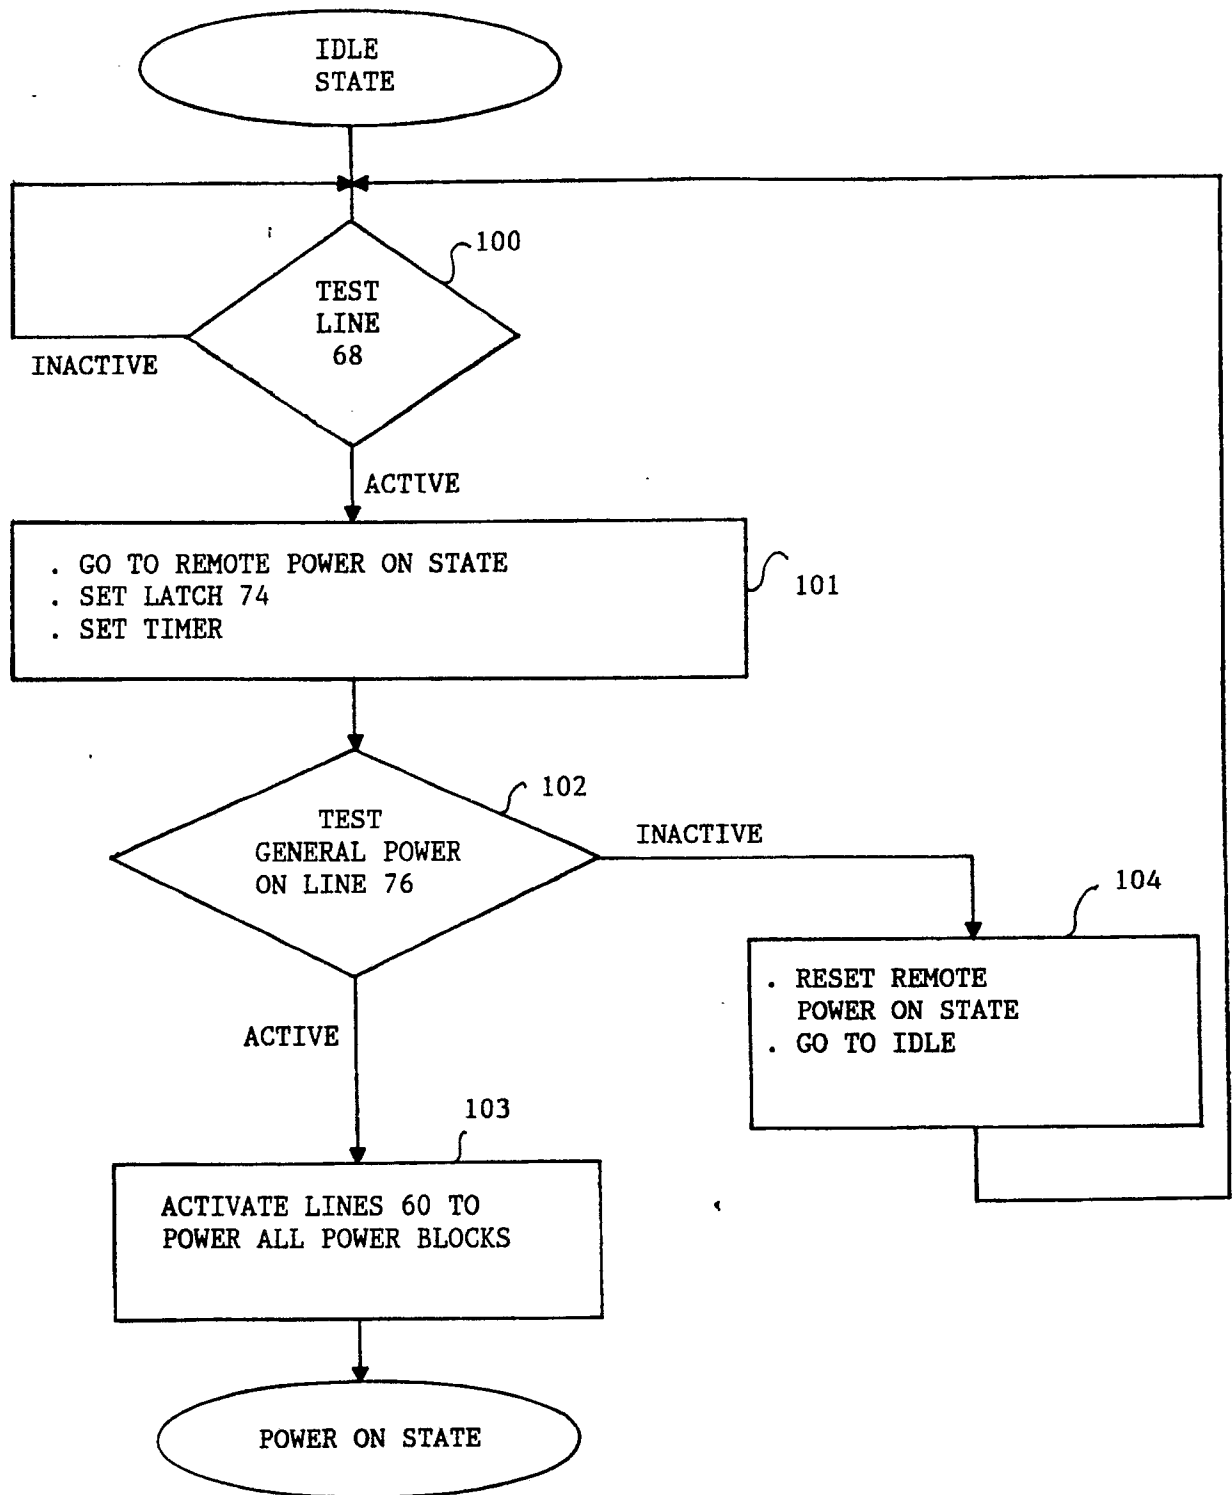 IDLE
STATE
100
TEST
LINE
68
INACTIVE
ACTIVE
. GO TO REMOTE POWER ON STATE
. SET LATCH 74
. SET TIMER
101
102
TEST
GENERAL POWER
ON LINE 76
INACTIVE
104
. RESET REMOTE
POWER ON STATE
. GO TO IDLE
ACTIVE
103
ACTIVATE LINES 60 TO
POWER ALL POWER BLOCKS
POWER ON STATE